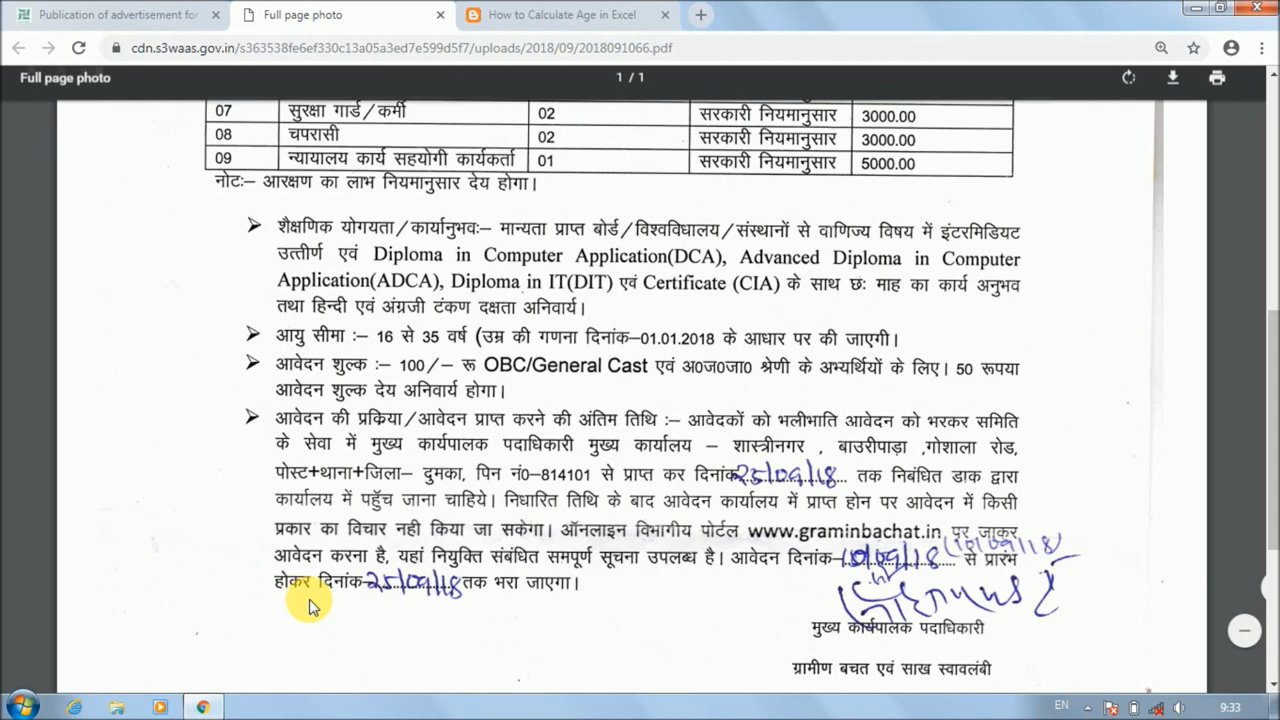 Publication of advertisement for
Full page photo
How to Calculate Age in Excel
cdn.s3waas.gov.in/s363538fe6ef330c13a05a3ed7e599d5f7/uploads/2018/09/2018091066.pdf
Full page photo 1 / 1
07 सुरक्षा गार्ड/कर्मी 02 सरकारी नियमानुसार 3000.00
08 चपरासी 02 सरकारी नियमानुसार 3000.00
09 न्यायालय कार्य सहयोगी कार्यकर्ता 01 सरकारी नियमानुसार 5000.00
नोटः– आरक्षण का लाभ नियमानुसार देय होगा।
➢ शैक्षणिक योगयता/कार्यानुभवः– मान्यता प्राप्त बोर्ड/विश्वविधालय/संस्थानों से वाणिज्य विषय में इंटरमिडियट
उत्तीर्ण एवं Diploma in Computer Application(DCA), Advanced Diploma in Computer
Application(ADCA), Diploma in IT(DIT) एवं Certificate (CIA) के साथ छः माह का कार्य अनुभव
तथा हिन्दी एवं अंग्रजी टंकण दक्षता अनिवार्य।
➢ आयु सीमा :– 16 से 35 वर्ष (उम्र की गणना दिनांक–01.01.2018 के आधार पर की जाएगी।
➢ आवेदन शुल्क :– 100/– रू OBC/General Cast एवं अ0ज0जा0 श्रेणी के अभ्यर्थियों के लिए। 50 रूपया
आवेदन शुल्क देय अनिवार्य होगा।
➢ आवेदन की प्रक्रिया/आवेदन प्राप्त करने की अंतिम तिथि :– आवेदकों को भलीभाति आवेदन को भरकर समिति
के सेवा में मुख्य कार्यपालक पदाधिकारी मुख्य कार्यालय – शास्त्रीनगर , बाउरीपाड़ा ,गोशाला रोड,
पोस्ट+थाना+जिला– दुमका, पिन नं0–814101 से प्राप्त कर दिनांक 25/09/18 तक निबंधित डाक द्वारा
कार्यालय में पहुँच जाना चाहिये। निधारित तिथि के बाद आवेदन कार्यालय में प्राप्त होन पर आवेदन में किसी
प्रकार का विचार नही किया जा सकेगा। ऑनलाइन विभागीय पोर्टल www.graminbachat.in पर जाकर
आवेदन करना है, यहां नियुक्ति संबंधित समपूर्ण सूचना उपलब्ध है। आवेदन दिनांक–10/09/18 (10/09/18) से प्रारंभ
होकर दिनांक–25/09/18 तक भरा जाएगा।
मुख्य कार्यपालक पदाधिकारी
ग्रामीण बचत एवं साख स्वावलंबी
EN 9:33